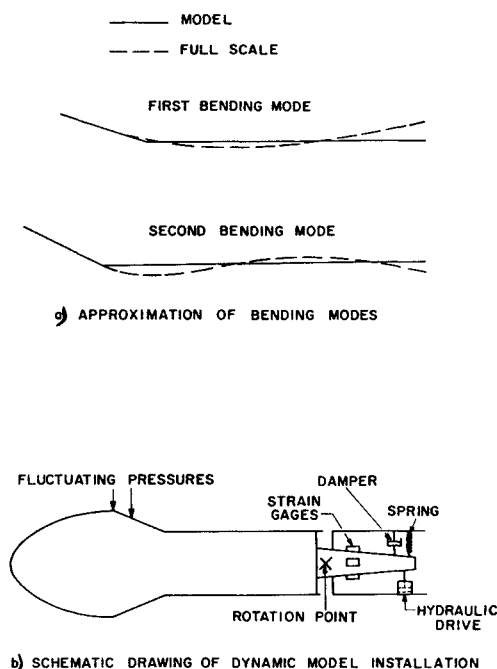 MODEL
FULL SCALE
FIRST BENDING MODE
SECOND BENDING MODE
a) APPROXIMATION OF BENDING MODES
FLUCTUATING PRESSURES
DAMPER
STRAIN
GAGES
SPRING
ROTATION POINT
HYDRAULIC
DRIVE
b) SCHEMATIC DRAWING OF DYNAMIC MODEL INSTALLATION